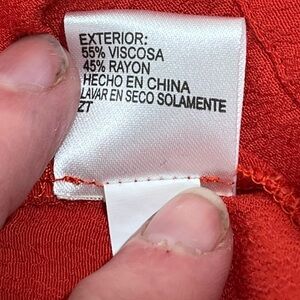 EXTERIOR:
55% VISCOSA
45% RAYON
HECHO EN CHINA
LAVAR EN SECO SOLAMENTE
ZT